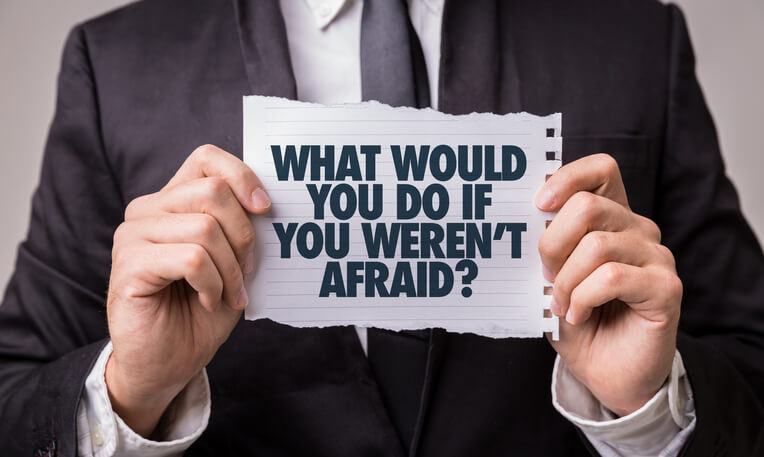 WHAT WOULD
YOU DO IF
YOU WEREN'T
AFRAID?